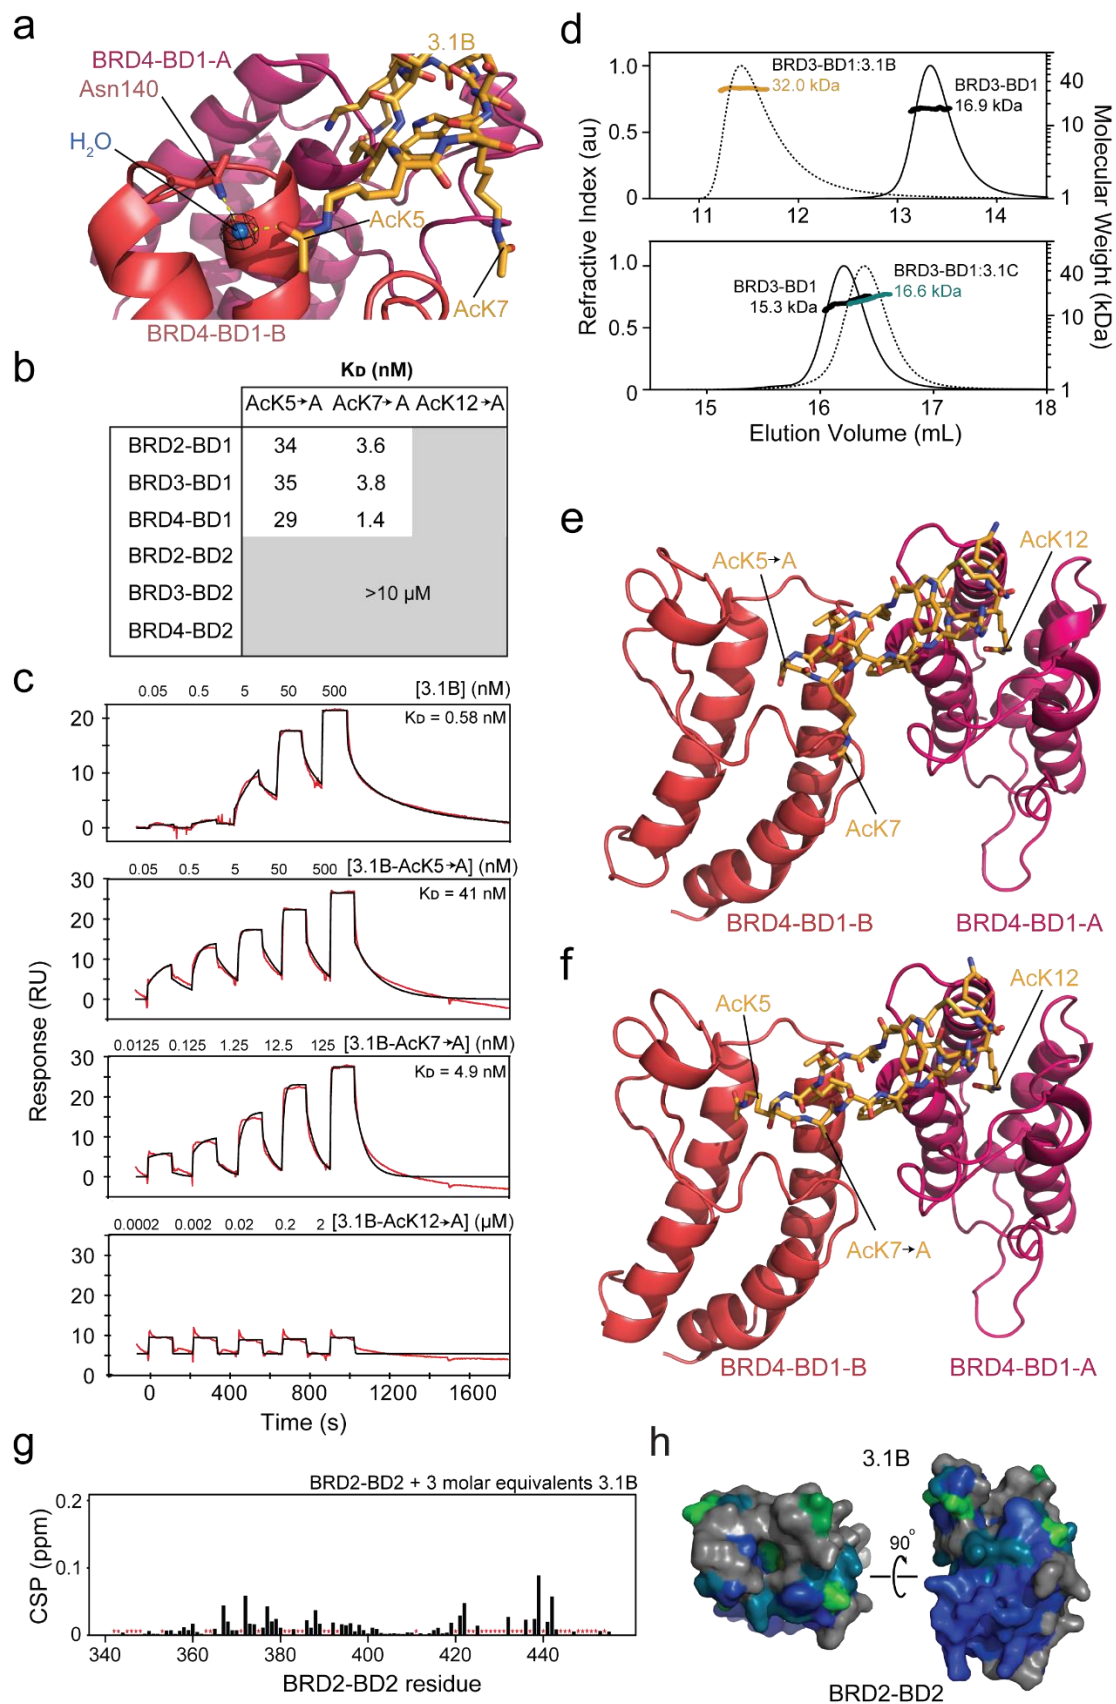 a
3.1B
BRD4-BD1-A
Asn140
H2O
AcK5
AcK7
BRD4-BD1-B
b
KD (nM)
AcK5→A AcK7→A AcK12→A
BRD2-BD1 34 3.6
BRD3-BD1 35 3.8
BRD4-BD1 29 1.4
BRD2-BD2
BRD3-BD2 >10 µM
BRD4-BD2
c
0.05 0.5 5 50 500 [3.1B] (nM)
KD = 0.58 nM
20
10
0
0.05 0.5 5 50 500 [3.1B-AcK5→A] (nM)
KD = 41 nM
30
20
10
0
0.0125 0.125 1.25 12.5 125 [3.1B-AcK7→A] (nM)
KD = 4.9 nM
30
20
10
0
0.0002 0.002 0.02 0.2 2 [3.1B-AcK12→A] (µM)
30
20
10
0
0 400 800 1200 1600
Time (s)
Response (RU)
d
1.0
0.5
0
BRD3-BD1:3.1B
32.0 kDa
BRD3-BD1
16.9 kDa
40
10
1
11 12 13 14
1.0
0.5
0
BRD3-BD1
15.3 kDa
BRD3-BD1:3.1C
16.6 kDa
40
10
1
15 16 17 18
Elution Volume (mL)
Refractive Index (au)
Molecular Weight (kDa)
e
AcK5→A
AcK12
AcK7
BRD4-BD1-B
BRD4-BD1-A
f
AcK5
AcK12
AcK7→A
BRD4-BD1-B
BRD4-BD1-A
g
BRD2-BD2 + 3 molar equivalents 3.1B
0.2
0.1
0
CSP (ppm)
340 360 380 400 420 440
BRD2-BD2 residue
h
3.1B
90°
BRD2-BD2